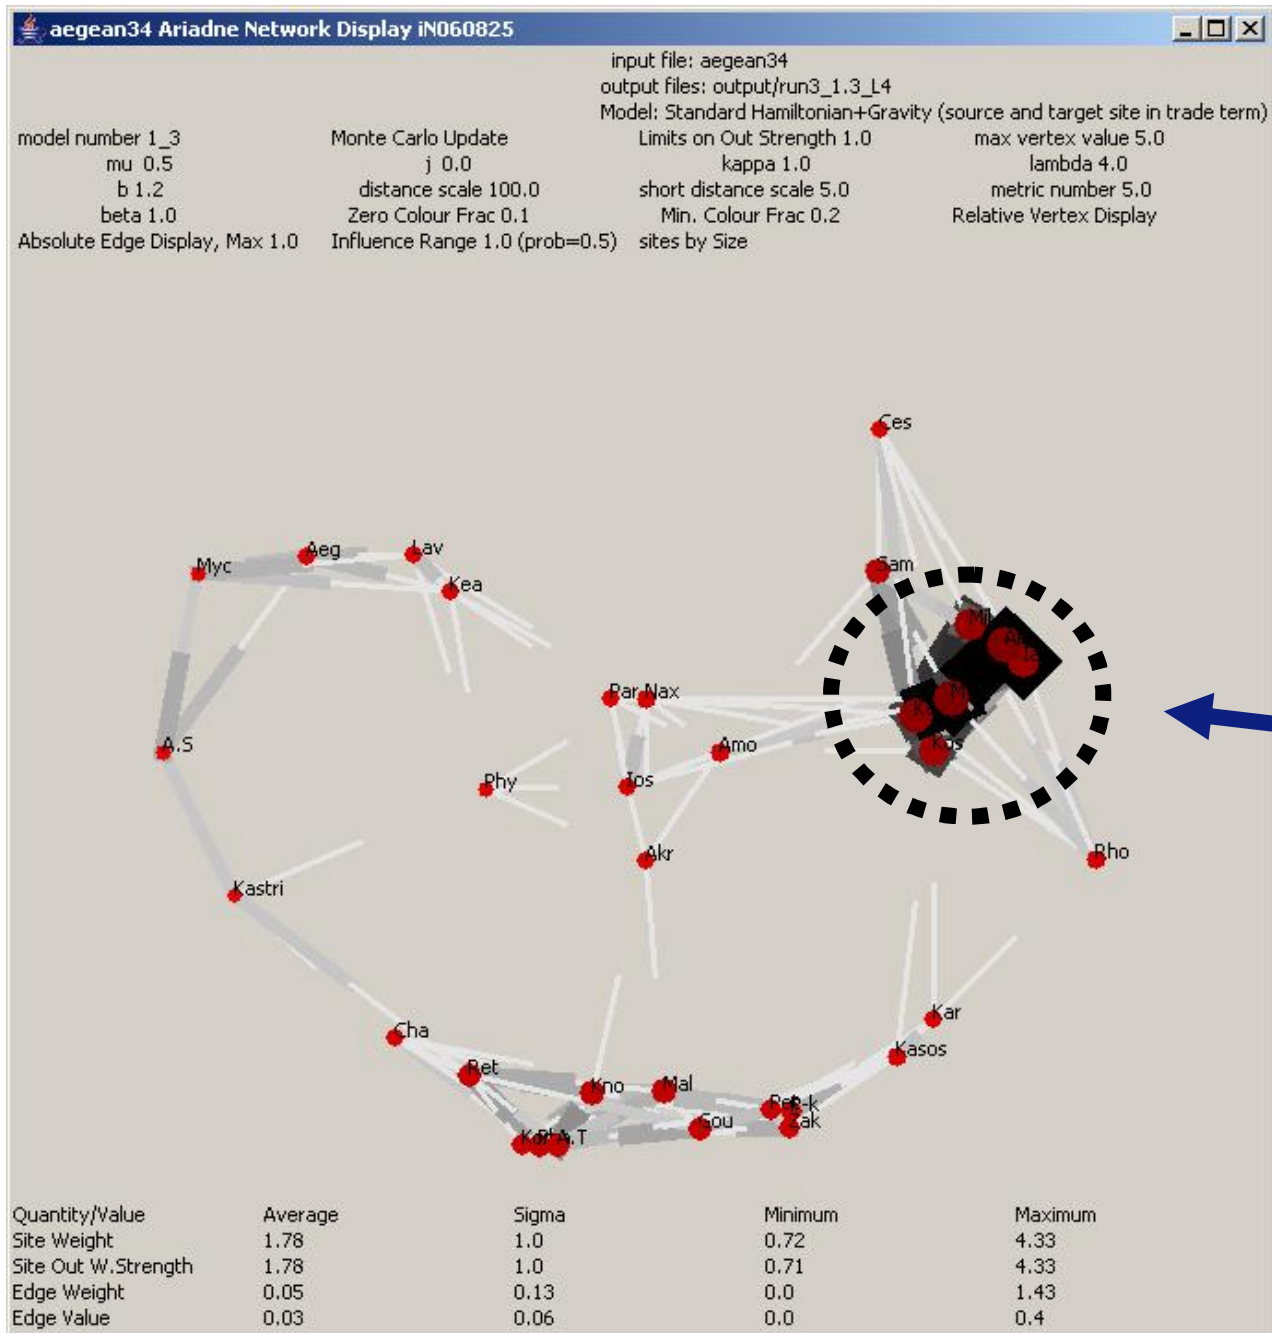 aegean34 Ariadne Network Display iN060825
input file: aegean34
output files: output/run3_1.3_L4
Model: Standard Hamiltonian+Gravity (source and target site in trade term)
model number 1_3 Monte Carlo Update Limits on Out Strength 1.0 max vertex value 5.0
mu 0.5 j 0.0 kappa 1.0 lambda 4.0
b 1.2 distance scale 100.0 short distance scale 5.0 metric number 5.0
beta 1.0 Zero Colour Frac 0.1 Min. Colour Frac 0.2 Relative Vertex Display
Absolute Edge Display, Max 1.0 Influence Range 1.0 (prob=0.5) sites by Size
Ces
Aeg Lav
Myc
Kea
Sam
Mil
Par Nax
A.S
Amo
Kos
Phy
Ios
Akr
Rho
Kastri
Kar
Cha
Kasos
Ret
Kno Mal
Gou
Zak
A.T
Quantity/Value Average Sigma Minimum Maximum
Site Weight 1.78 1.0 0.72 4.33
Site Out W.Strength 1.78 1.0 0.71 4.33
Edge Weight 0.05 0.13 0.0 1.43
Edge Value 0.03 0.06 0.0 0.4